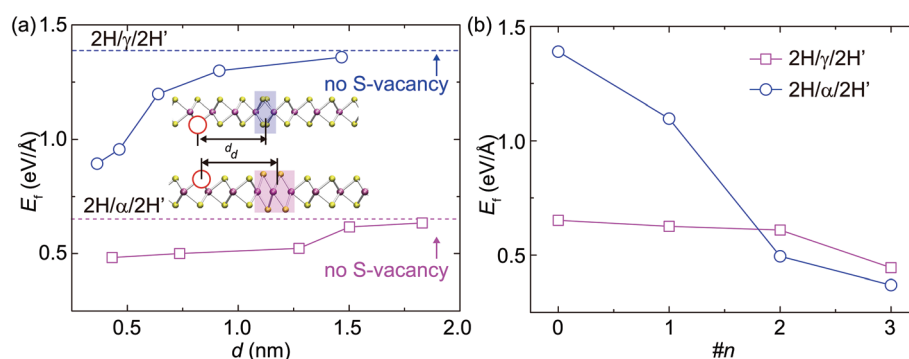 (a)
1.5
1.0
0.5
E_f (eV/Å)
2H/γ/2H’
no S-vacancy
d_d
2H/α/2H’
no S-vacancy
0.5
1.0
1.5
2.0
d (nm)
(b)
1.5
1.0
0.5
E_f (eV/Å)
2H/γ/2H’
2H/α/2H’
0
1
2
3
#n